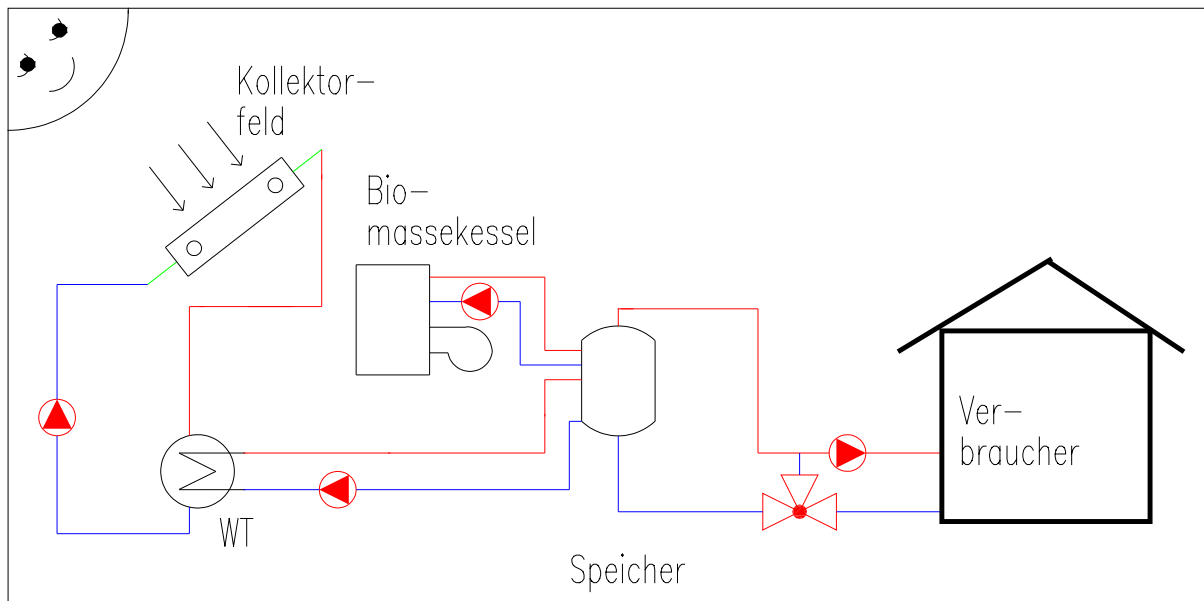 Kollektor-
feld
Bio-
massekessel
Ver-
braucher
WT
Speicher